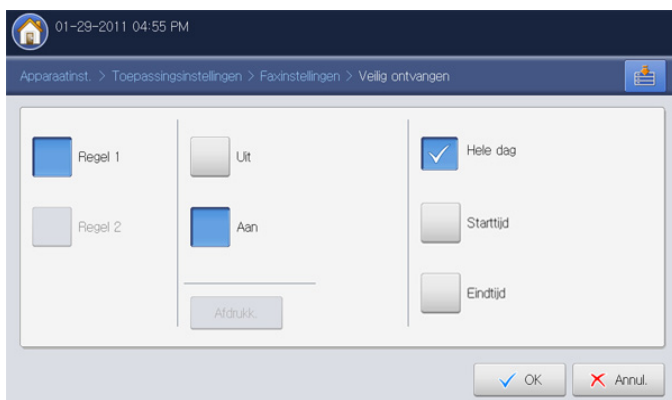 01-29-2011 04:55 PM
Apparaatinst. > Toepassingsinstellingen > Faxinstellingen > Veilig ontvangen
Regel 1
Uit
Hele dag
Regel 2
Aan
Starttijd
Afdrukk.
Eindtijd
OK
Annul.